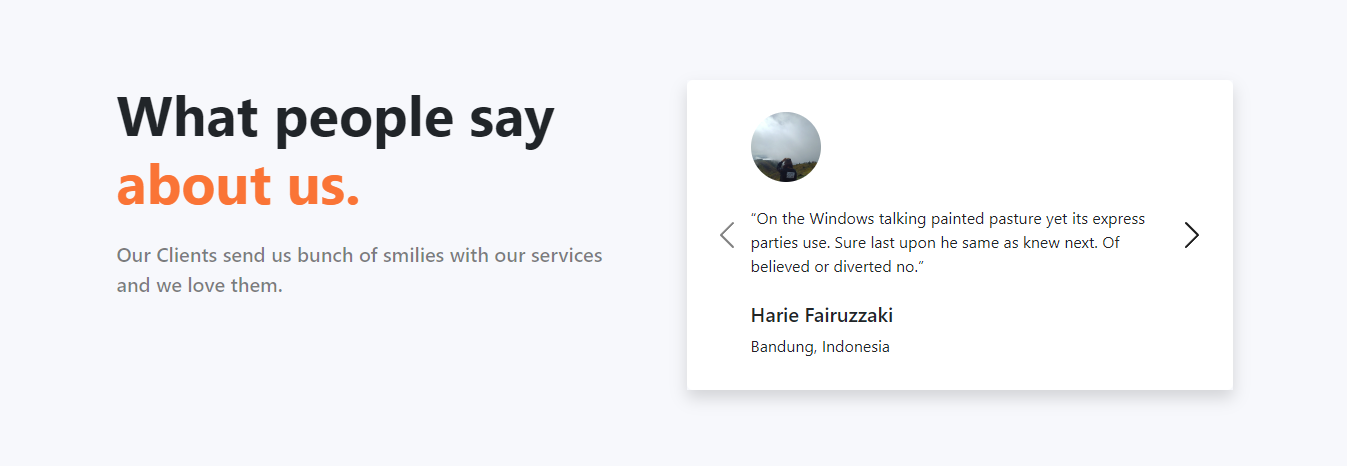 What people say
about us.
Our Clients send us bunch of smilies with our services
and we love them.
“On the Windows talking painted pasture yet its express
parties use. Sure last upon he same as knew next. Of
believed or diverted no.”
Harie Fairuzzaki
Bandung, Indonesia